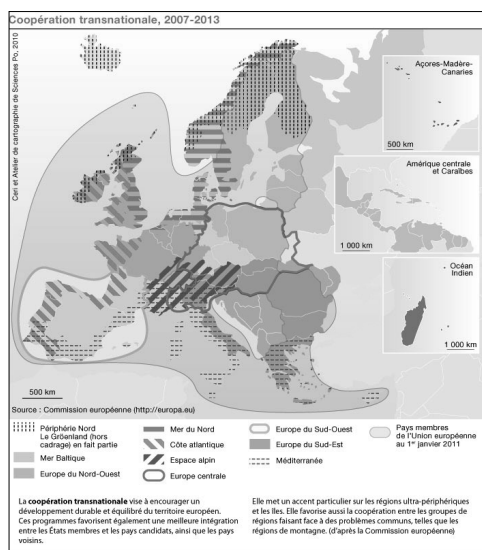 Coopération transnationale, 2007-2013
Ceri et Atelier de cartographie de Sciences Po, 2010
Açores-Madère-
Canaries
500 km
Amérique centrale
et Caraïbes
1 000 km
Océan
Indien
1 000 km
500 km
Source : Commission européenne (http://europa.eu)
Périphérie Nord
Le Gröenland (hors
cadrage) en fait partie
Mer Baltique
Europe du Nord-Ouest
Mer du Nord
Côte atlantique
Espace alpin
Europe centrale
Europe du Sud-Ouest
Europe du Sud-Est
Méditerranée
Pays membres
de l'Union européenne
au 1er janvier 2011
La coopération transnationale vise à encourager un
développement durable et équilibré du territoire européen.
Ces programmes favorisent également une meilleure intégration
entre les États membres et les pays candidats, ainsi que les pays
voisins.
Elle met un accent particulier sur les régions ultra-périphériques
et les îles. Elle favorise aussi la coopération entre les groupes de
régions faisant face à des problèmes communs, telles que les
régions de montagne. (d'après la Commission européenne)